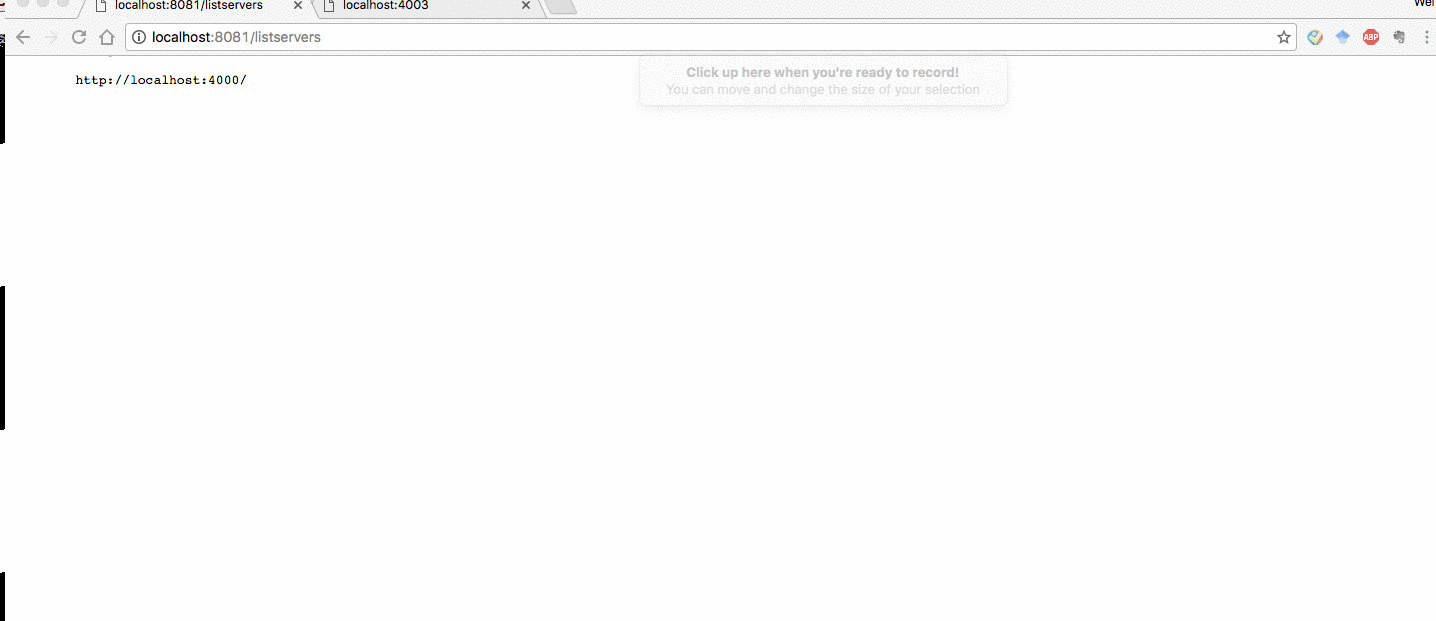 localhost:8081/listservers
localhost:4003
Wei
localhost:8081/listservers
ABP
http://localhost:4000/
Click up here when you're ready to record!
You can move and change the size of your selection